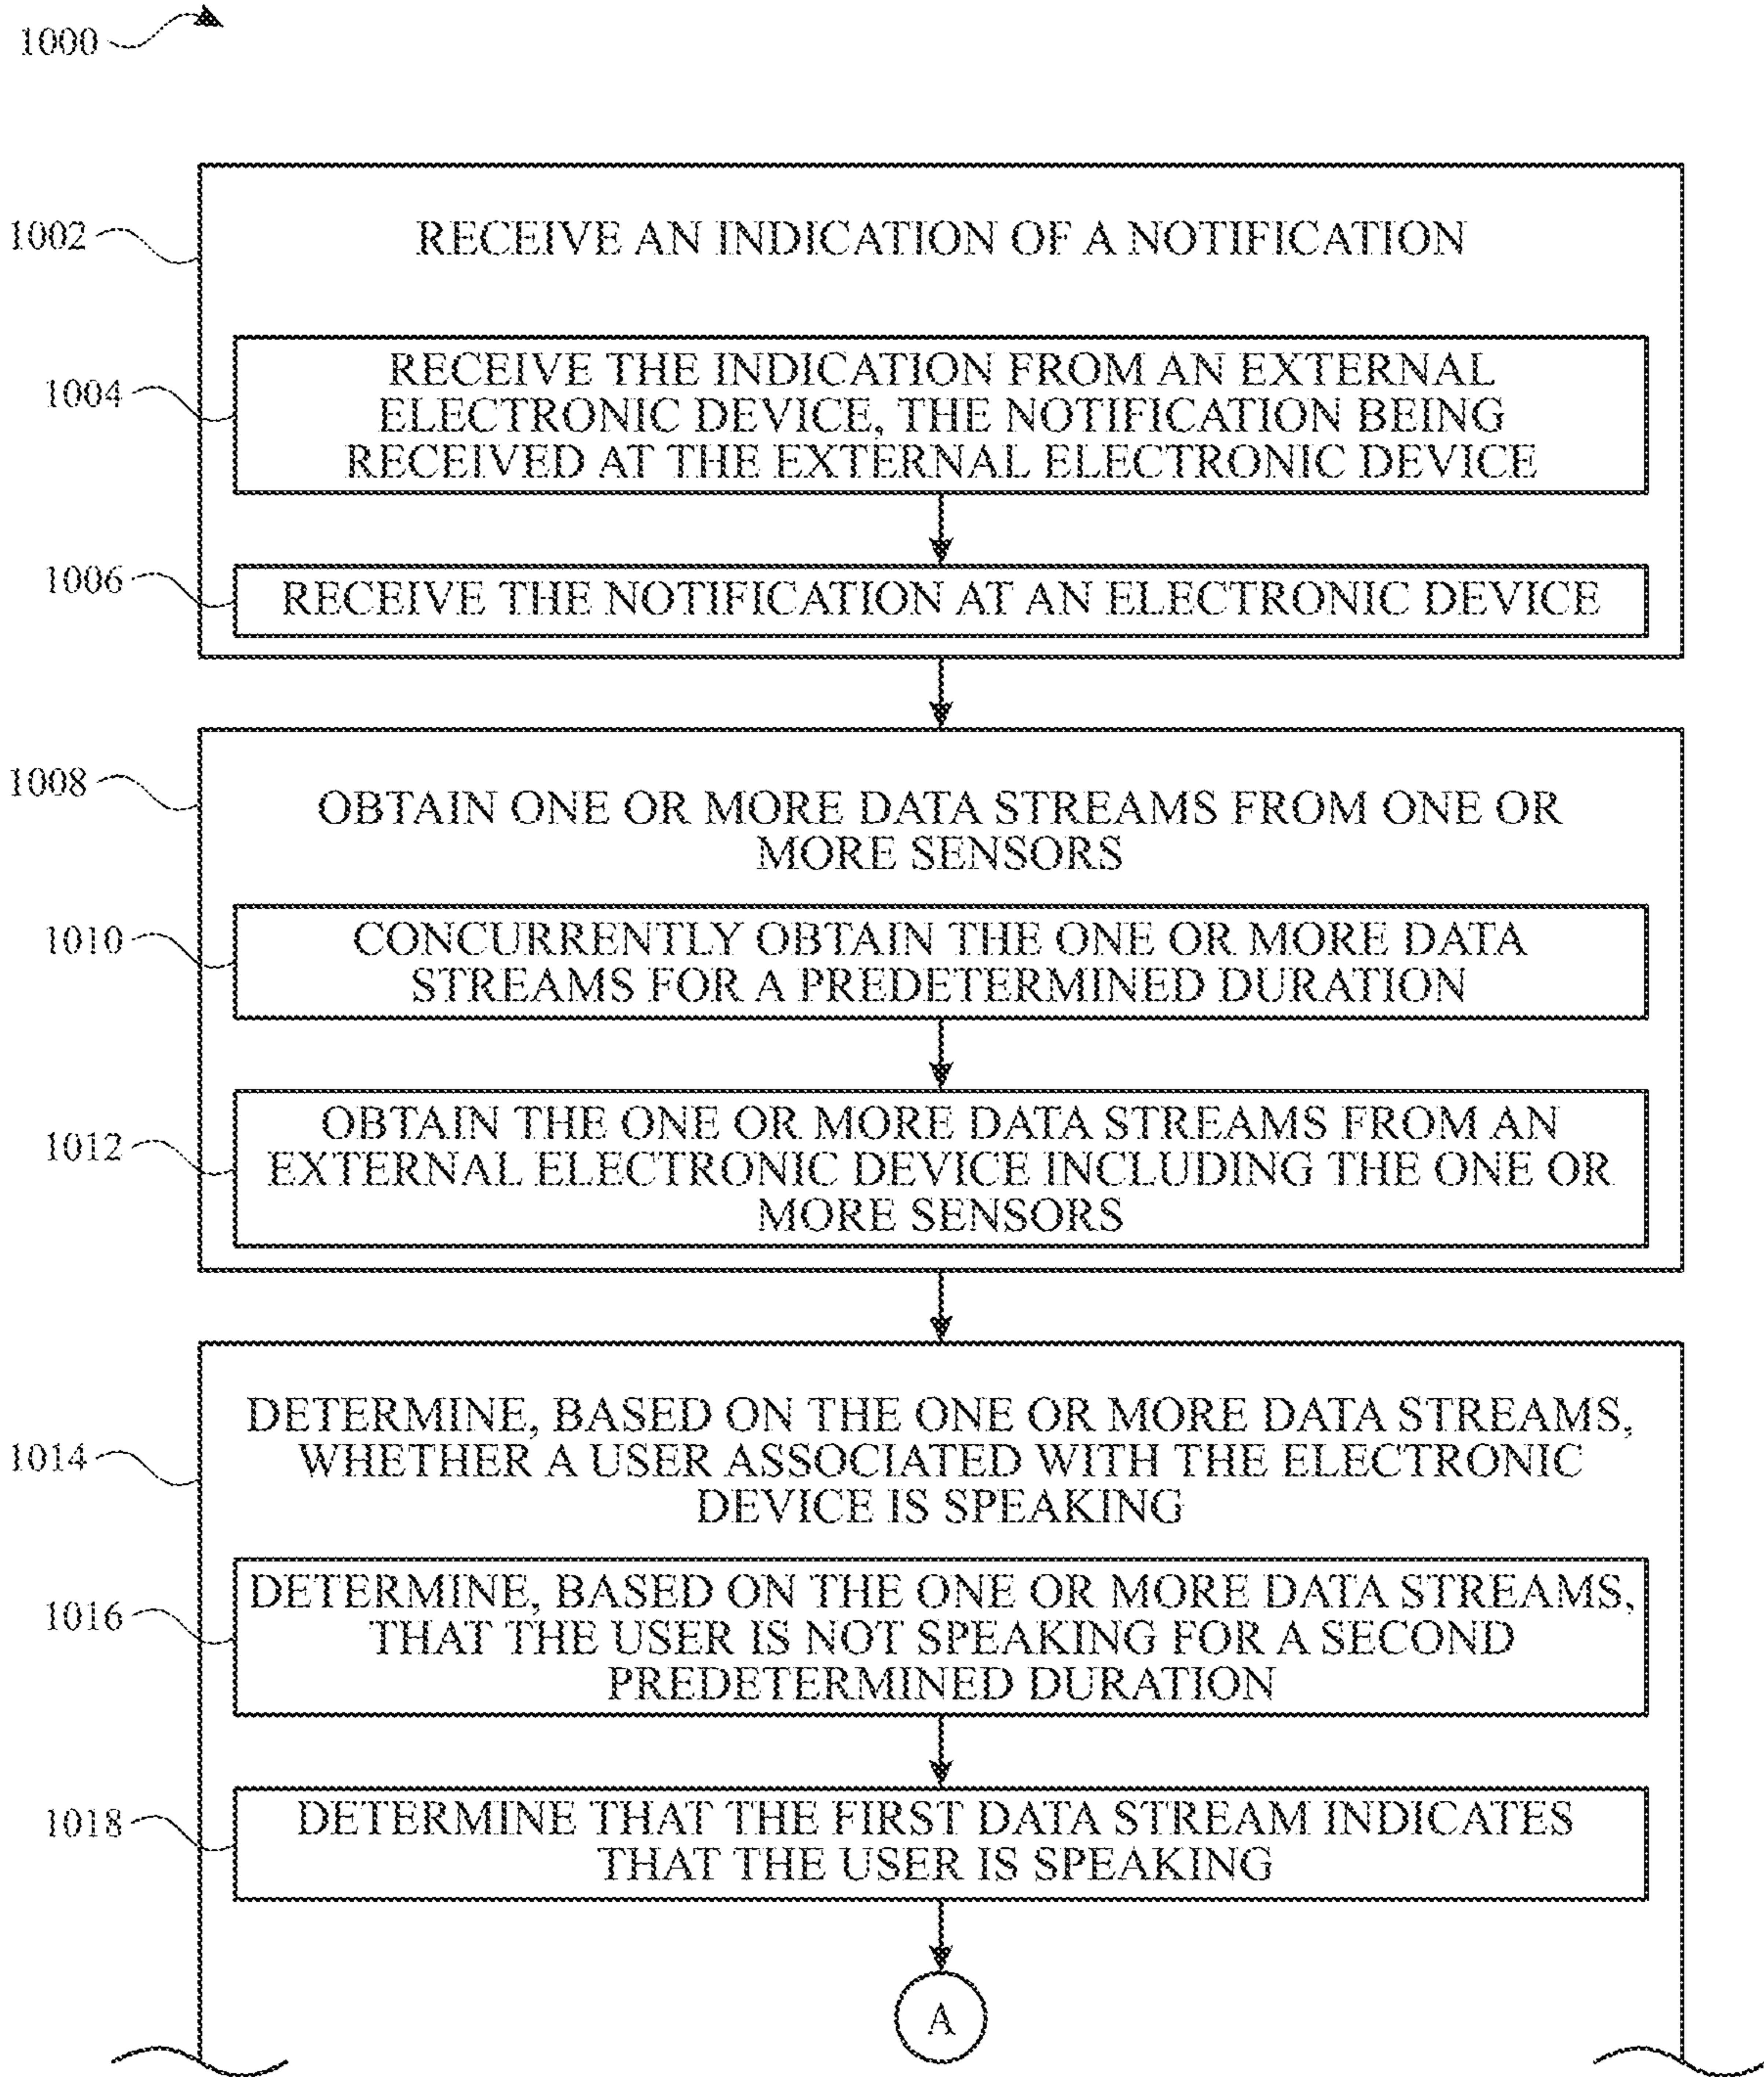 1000
1002
RECEIVE AN INDICATION OF A NOTIFICATION
1004
RECEIVE THE INDICATION FROM AN EXTERNAL
ELECTRONIC DEVICE, THE NOTIFICATION BEING
RECEIVED AT THE EXTERNAL ELECTRONIC DEVICE
1006
RECEIVE THE NOTIFICATION AT AN ELECTRONIC DEVICE
1008
OBTAIN ONE OR MORE DATA STREAMS FROM ONE OR
MORE SENSORS
1010
CONCURRENTLY OBTAIN THE ONE OR MORE DATA
STREAMS FOR A PREDETERMINED DURATION
1012
OBTAIN THE ONE OR MORE DATA STREAMS FROM AN
EXTERNAL ELECTRONIC DEVICE INCLUDING THE ONE OR
MORE SENSORS
1014
DETERMINE, BASED ON THE ONE OR MORE DATA STREAMS,
WHETHER A USER ASSOCIATED WITH THE ELECTRONIC
DEVICE IS SPEAKING
1016
DETERMINE, BASED ON THE ONE OR MORE DATA STREAMS,
THAT THE USER IS NOT SPEAKING FOR A SECOND
PREDETERMINED DURATION
1018
DETERMINE THAT THE FIRST DATA STREAM INDICATES
THAT THE USER IS SPEAKING
A